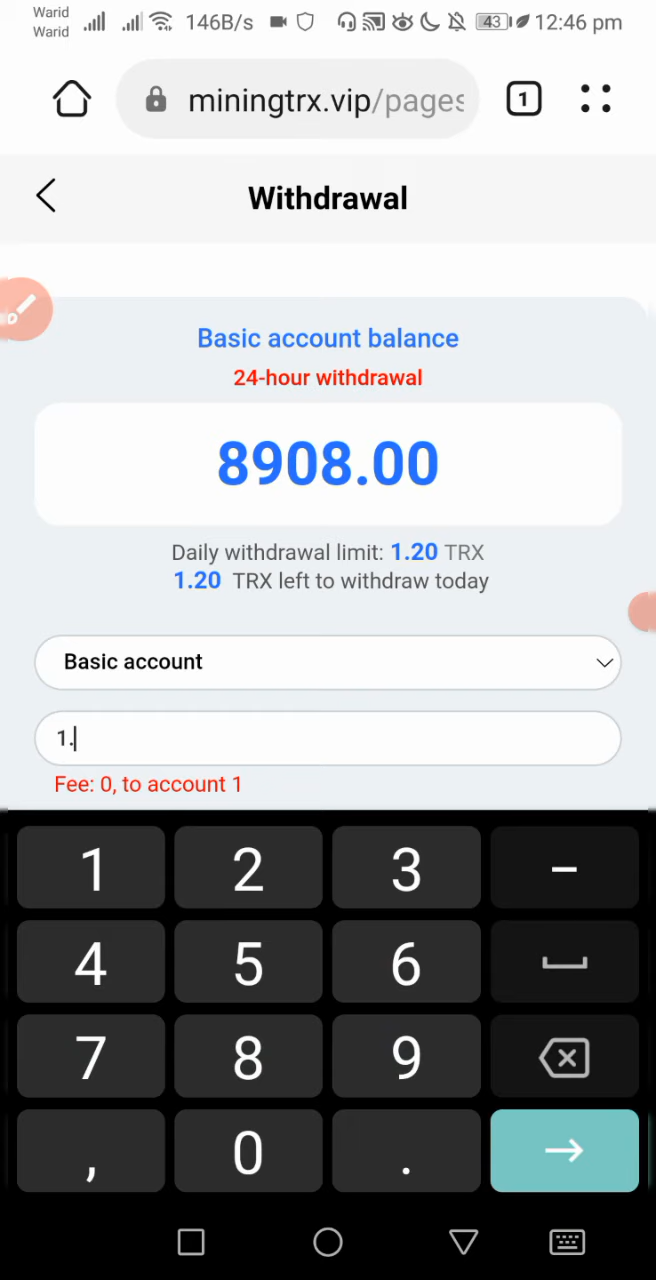 Warid
Warid
146B/s
43
12:46 pm
miningtrx.vip/pages
1
Withdrawal
Basic account balance
24-hour withdrawal
8908.00
Daily withdrawal limit: 1.20 TRX
1.20 TRX left to withdraw today
Basic account
1.
Fee: 0, to account 1
1 2 3 –
4 5 6
7 8 9
, 0 .